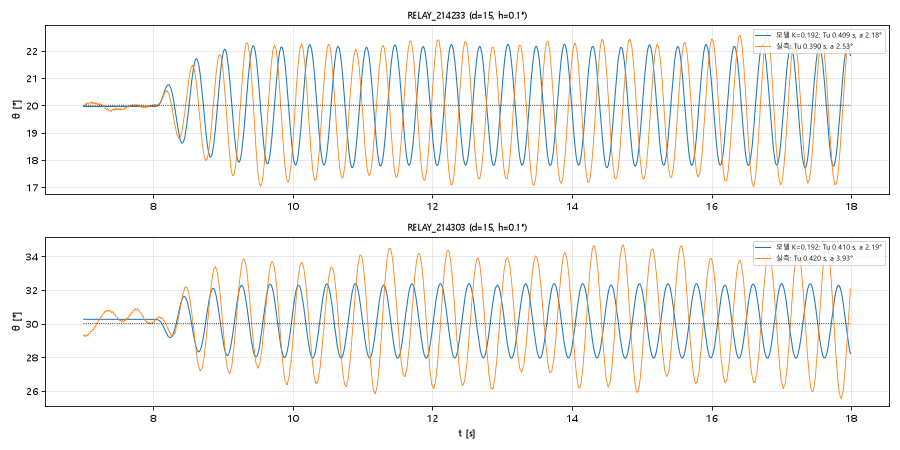 RELAY_214233 (d=15, h=0.1°)
모델 K=0.192: Tu 0.409 s, a 2.18°
실측: Tu 0.390 s, a 2.53°
θ [°]
22
21
20
19
18
17
8
10
12
14
16
18
RELAY_214303 (d=15, h=0.1°)
모델 K=0.192: Tu 0.410 s, a 2.19°
실측: Tu 0.420 s, a 3.93°
θ [°]
34
32
30
28
26
8
10
12
14
16
18
t [s]